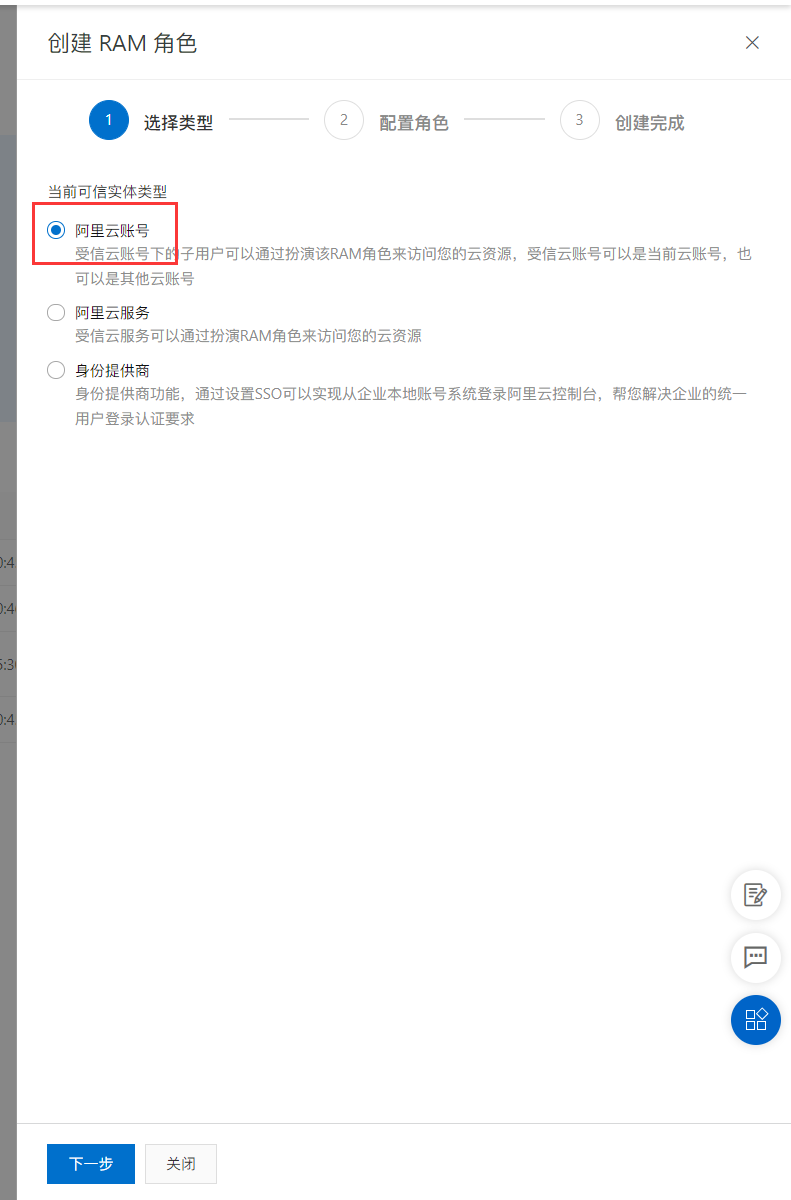 创建 RAM 角色
1 选择类型 2 配置角色 3 创建完成
当前可信实体类型
阿里云账号
受信云账号下的子用户可以通过扮演该RAM角色来访问您的云资源，受信云账号可以是当前云账号，也
可以是其他云账号
阿里云服务
受信云服务可以通过扮演RAM角色来访问您的云资源
身份提供商
身份提供商功能，通过设置SSO可以实现从企业本地账号系统登录阿里云控制台，帮您解决企业的统一
用户登录认证要求
0:4
0:4
5:3
0:4
下一步 关闭